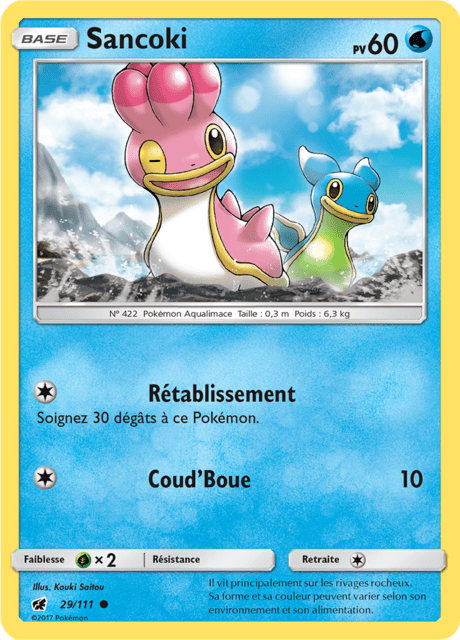 BASE Sancoki PV 60
N° 422 Pokémon Aqualimace Taille : 0,3 m Poids : 6,3 kg
Rétablissement
Soignez 30 dégâts à ce Pokémon.
Coud'Boue 10
Faiblesse ×2 Résistance Retraite
Illus. Kouki Saitou
29/111
©2017 Pokémon
Il vit principalement sur les rivages rocheux.
Sa forme et sa couleur peuvent varier selon son
environnement et son alimentation.